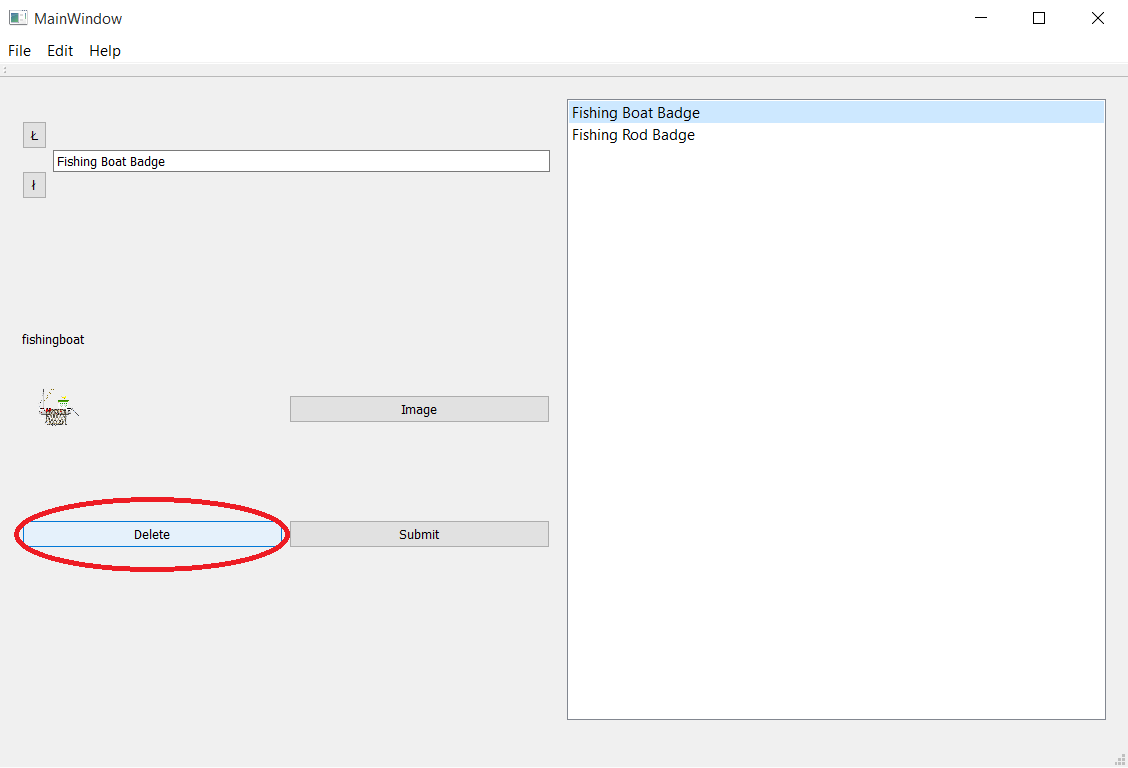 MainWindow
File Edit Help
Ł
Fishing Boat Badge
ł
fishingboat
Image
Delete
Submit
Fishing Boat Badge
Fishing Rod Badge